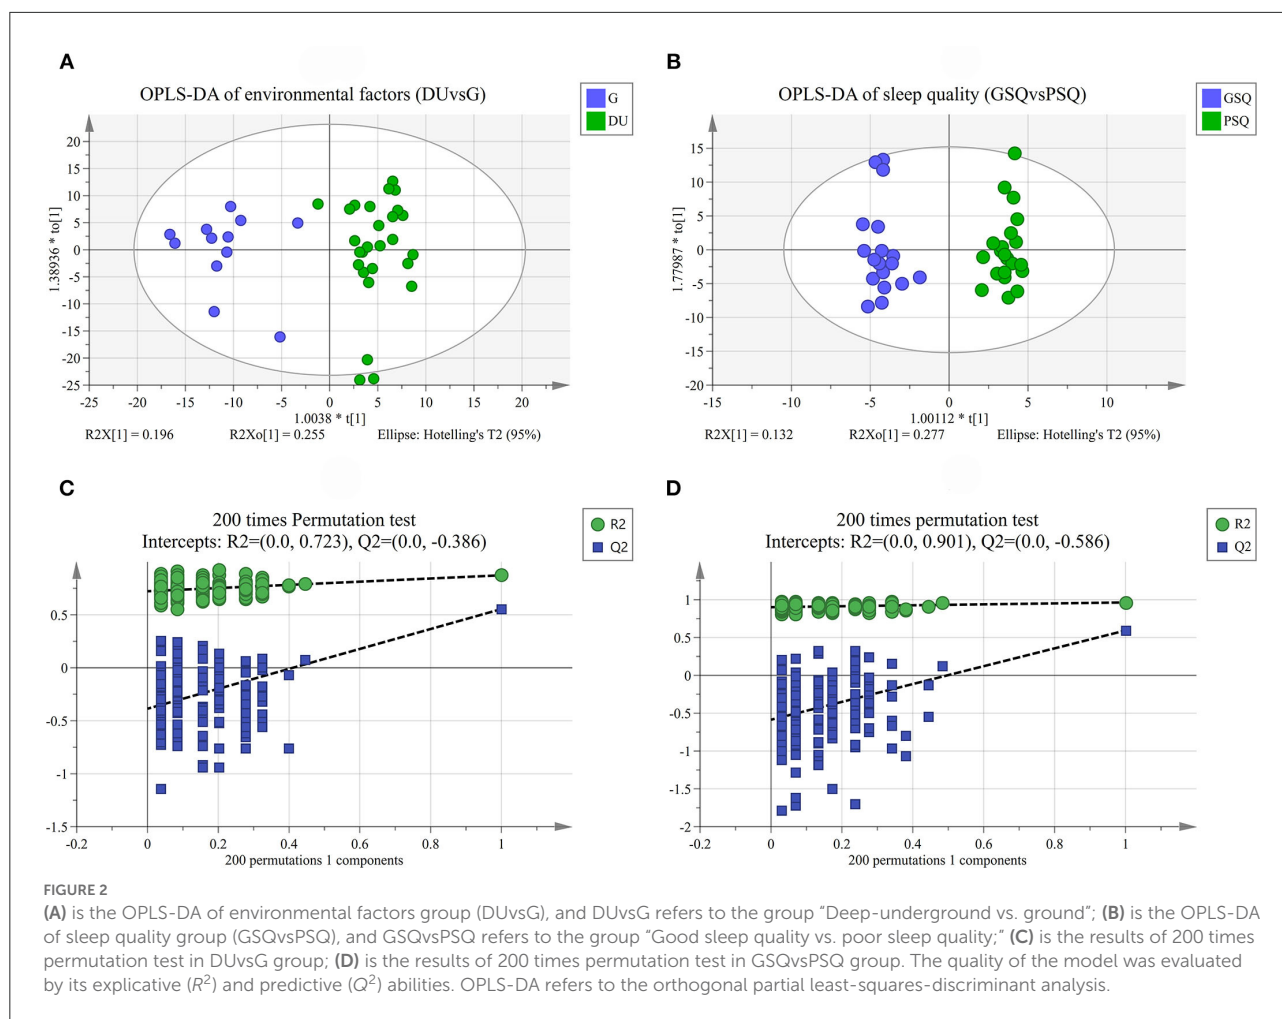 A
OPLS-DA of environmental factors (DUvsG)
G
DU
1.38936 * to[1]
20
15
10
5
0
-5
-10
-15
-20
-25
-25
-20
-15
-10
-5
0
5
10
15
20
1.0038 * t[1]
R2X[1] = 0.196
R2Xo[1] = 0.255
Ellipse: Hotelling's T2 (95%)
B
OPLS-DA of sleep quality (GSQvsPSQ)
GSQ
PSQ
1.77987 * to[1]
15
10
5
0
-5
-10
-15
-20
-15
-10
-5
0
5
10
1.00112 * t[1]
R2X[1] = 0.132
R2Xo[1] = 0.277
Ellipse: Hotelling's T2 (95%)
C
200 times Permutation test
Intercepts: R2=(0.0, 0.723), Q2=(0.0, -0.386)
R2
Q2
0.5
0
-0.5
-1
-1.5
-0.2
0
0.2
0.4
0.6
0.8
1
200 permutations 1 components
D
200 times permutation test
Intercepts: R2=(0.0, 0.901), Q2=(0.0, -0.586)
R2
Q2
1
0.5
0
-0.5
-1
-1.5
-2
-0.2
0
0.2
0.4
0.6
0.8
1
200 permutations 1 components
FIGURE 2
(A) is the OPLS-DA of environmental factors group (DUvsG), and DUvsG refers to the group “Deep-underground vs. ground”; (B) is the OPLS-DA
of sleep quality group (GSQvsPSQ), and GSQvsPSQ refers to the group “Good sleep quality vs. poor sleep quality;” (C) is the results of 200 times
permutation test in DUvsG group; (D) is the results of 200 times permutation test in GSQvsPSQ group. The quality of the model was evaluated
by its explicative (R²) and predictive (Q²) abilities. OPLS-DA refers to the orthogonal partial least-squares-discriminant analysis.